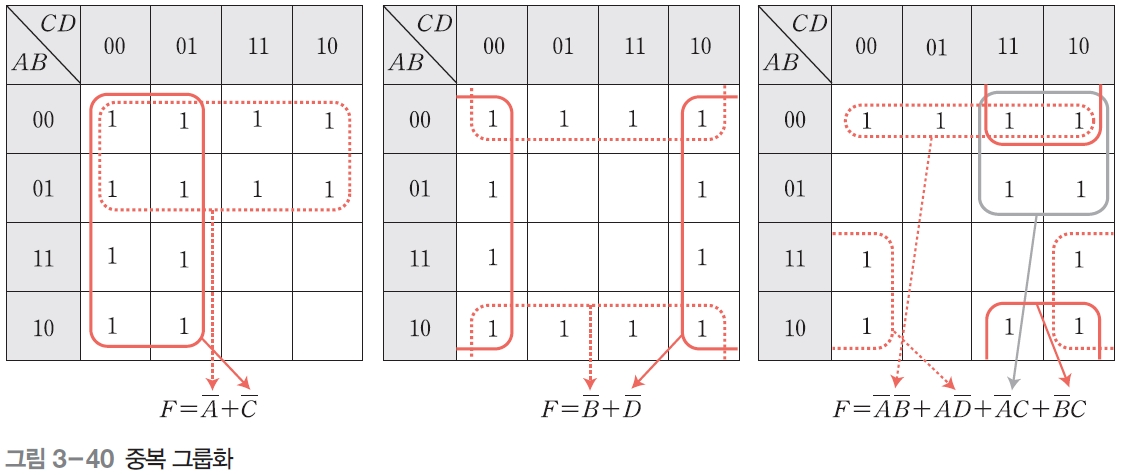 CD CD CD
AB 00 01 11 10 AB 00 01 11 10 AB 00 01 11 10
00 1 1 1 1 00 1 1 1 1 00 1 1 1 1
01 1 1 1 1 01 1 1 01 1 1
11 1 1 11 1 1 11 1 1
10 1 1 10 1 1 1 1 10 1 1 1
F=A̅+C̅ F=B̅+D̅ F=A̅B̅+AD̅+A̅C+B̅C
그림 3-40 중복 그룹화